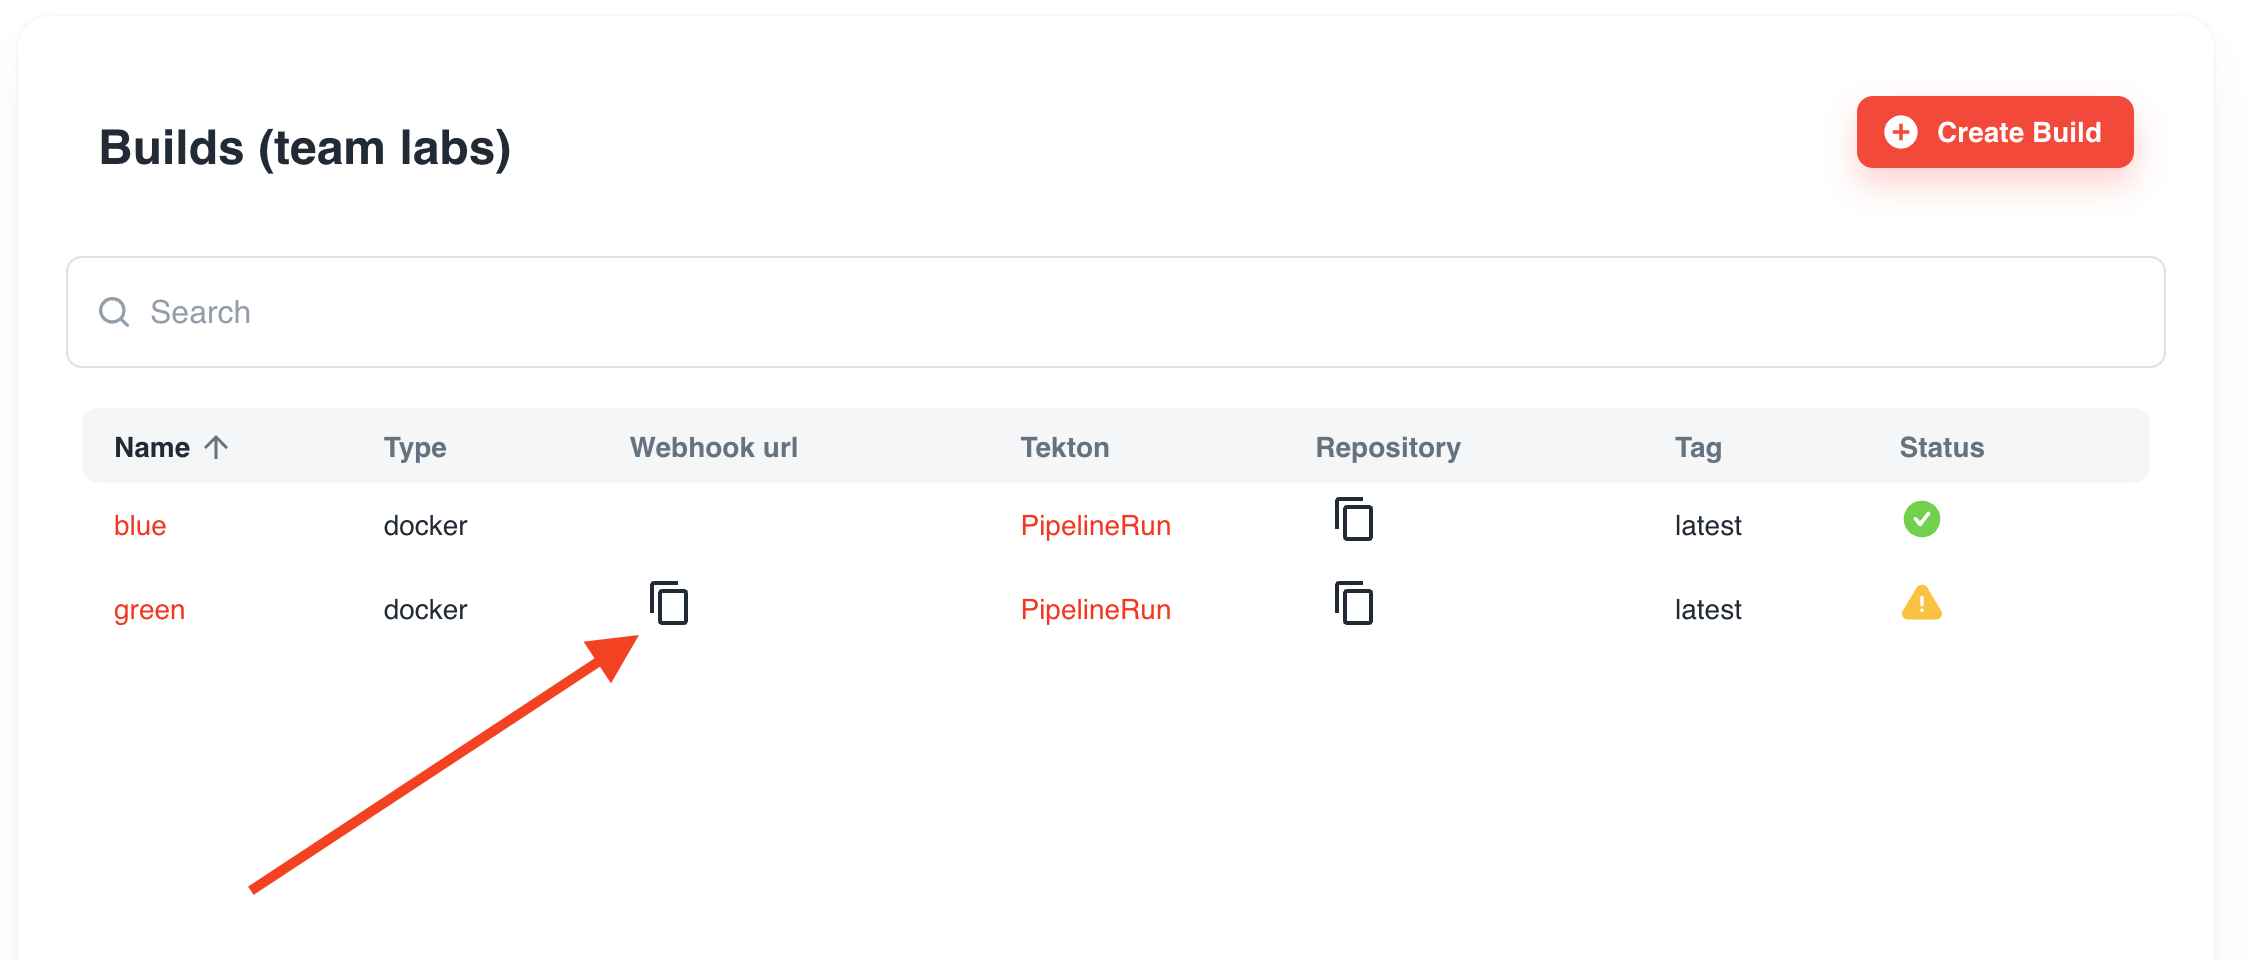 Builds (team labs)
Create Build
Search
Name Type Webhook url Tekton Repository Tag Status
blue docker PipelineRun latest
green docker PipelineRun latest